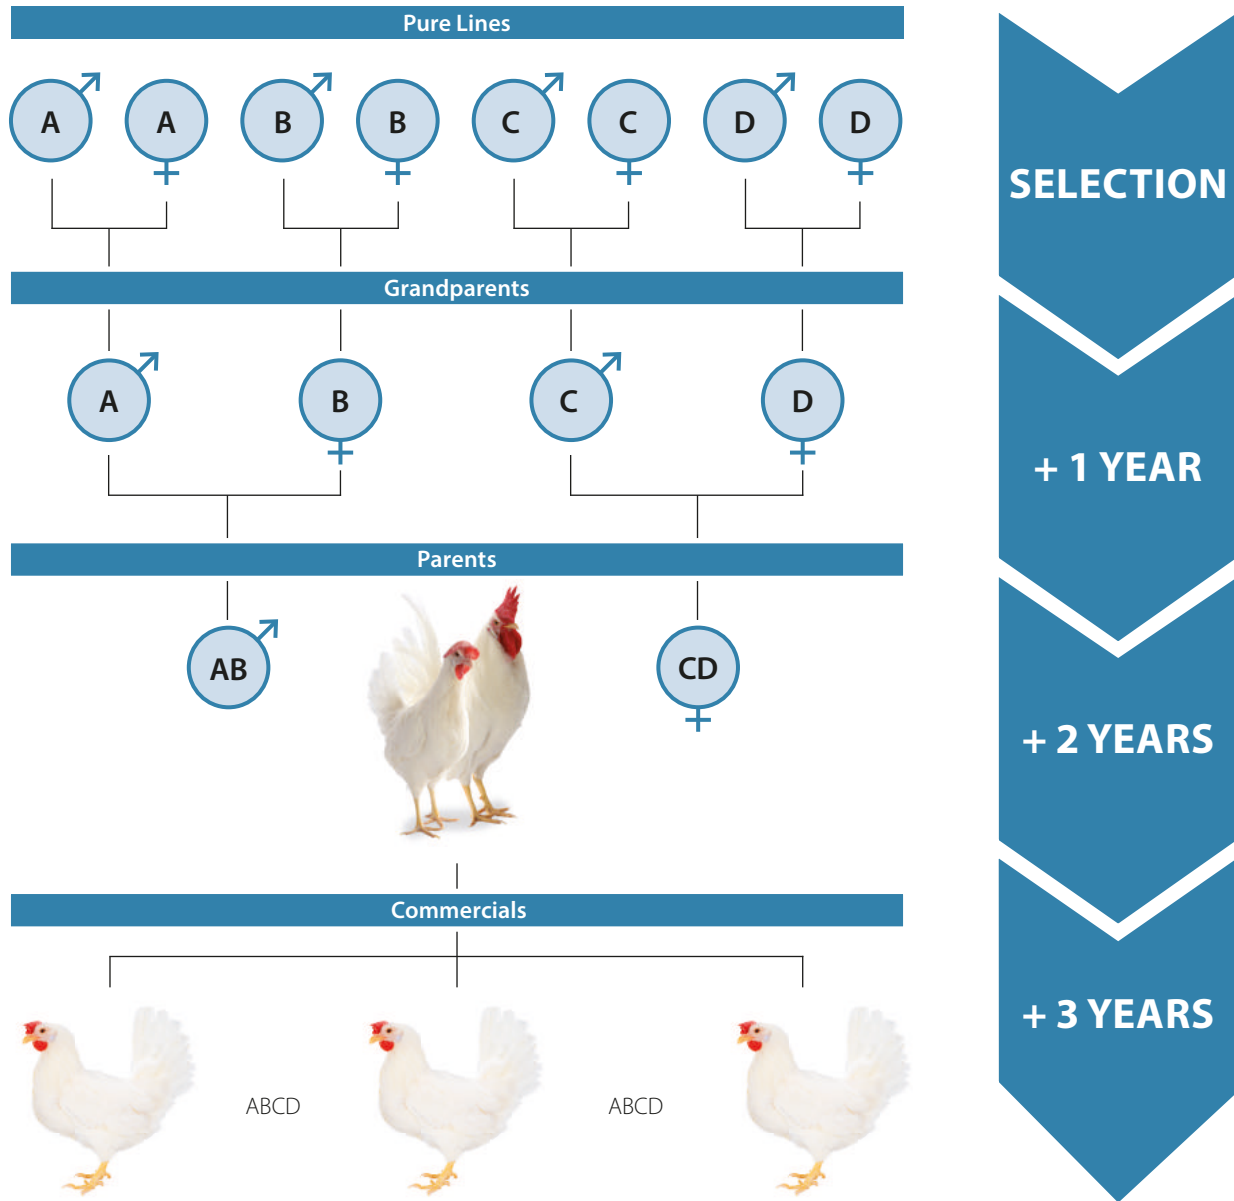 Pure Lines
A A B B C C D D
SELECTION
Grandparents
A B C D
+ 1 YEAR
Parents
AB CD
+ 2 YEARS
Commercials
+ 3 YEARS
ABCD ABCD